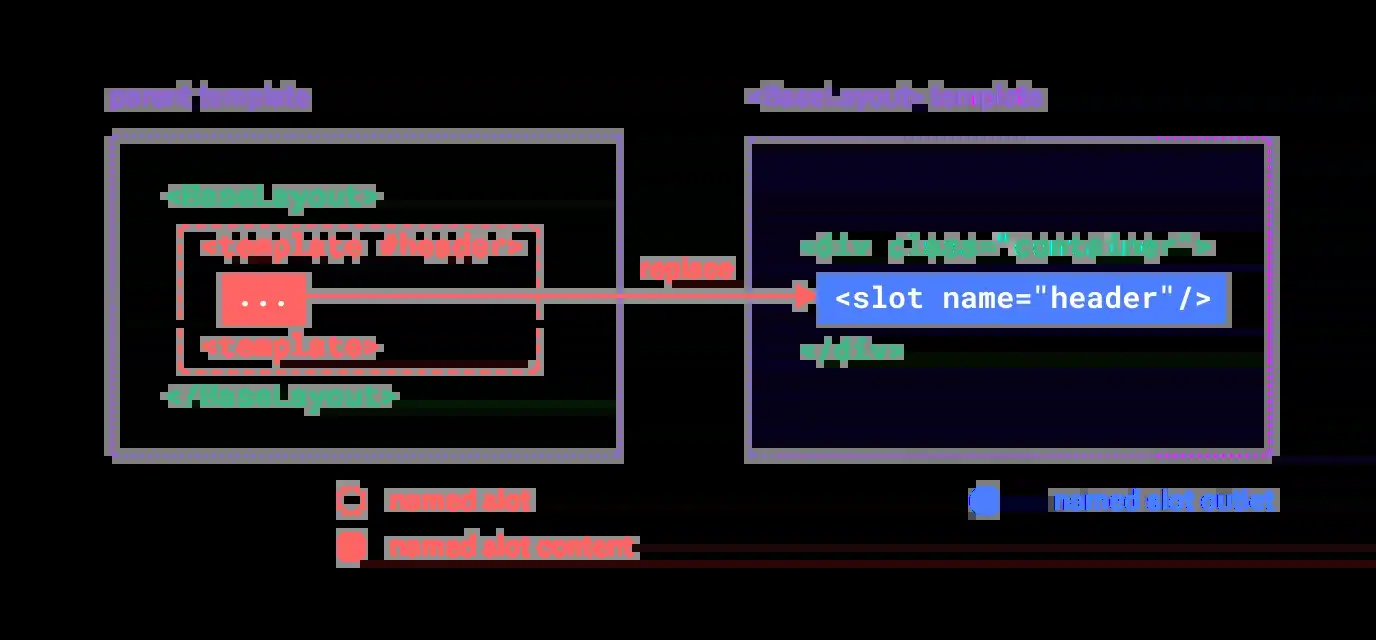 parent template
<BaseLayout>
<template #header>
...
<template>
</BaseLayout>
replace
<BaseLayout> template
<div class="container">
<slot name="header"/>
</div>
named slot
named slot content
named slot outlet